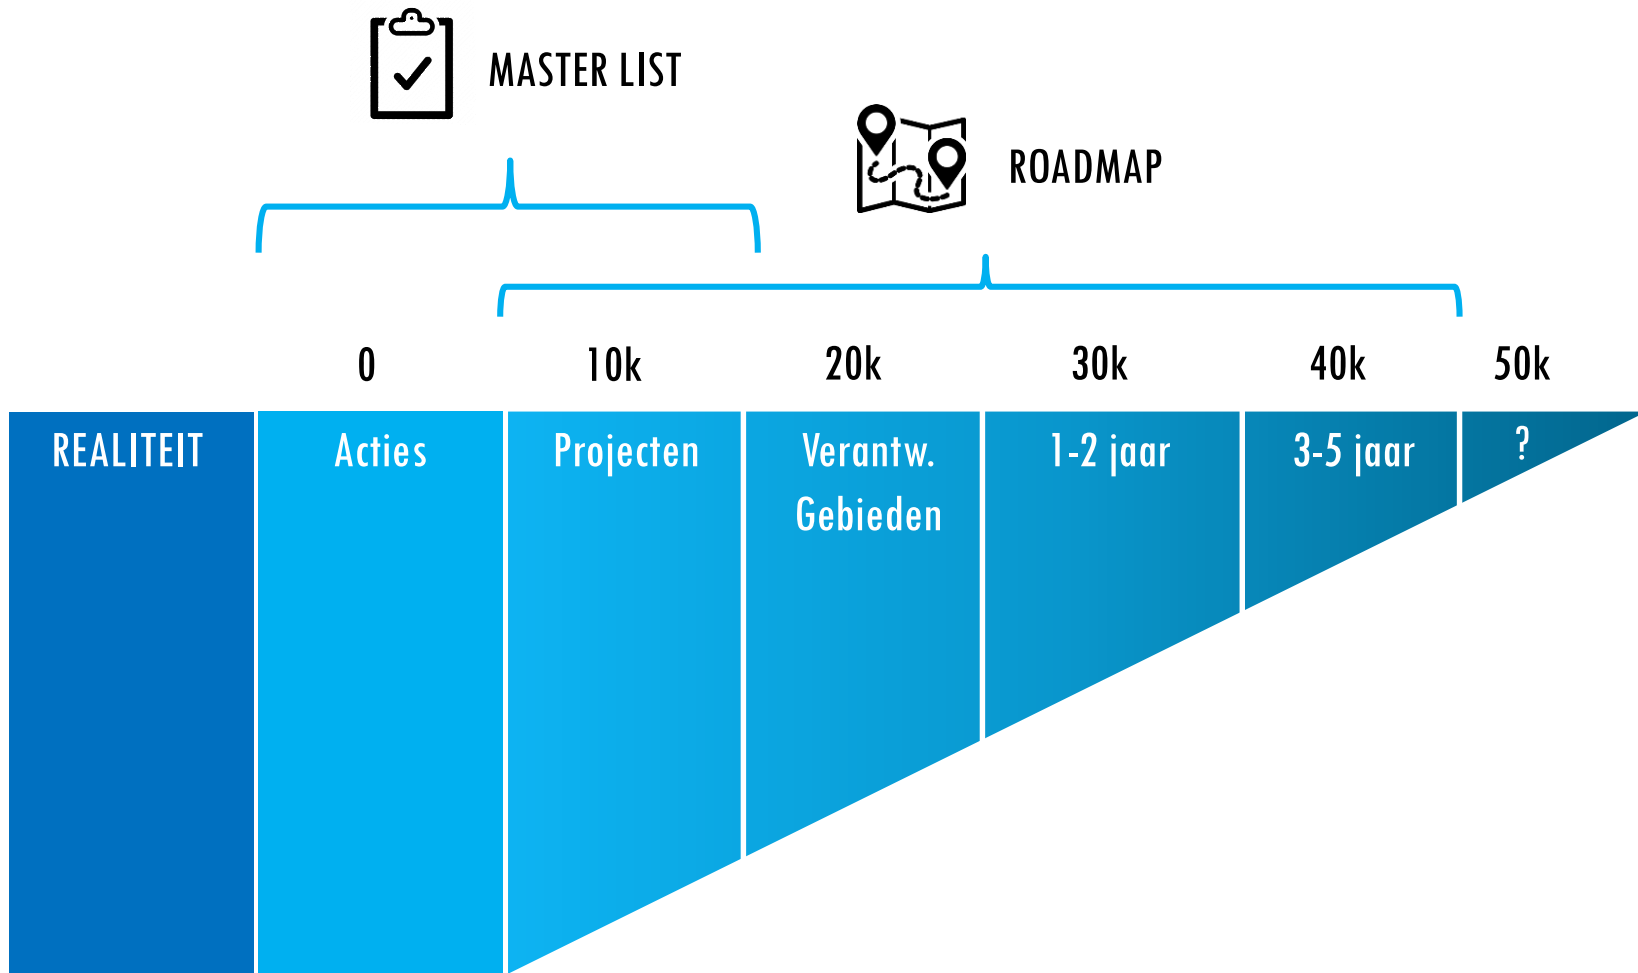 MASTER LIST
ROADMAP
0
10k
20k
30k
40k
50k
REALITEIT
Acties
Projecten
Verantw.
Gebieden
1-2 jaar
3-5 jaar
?